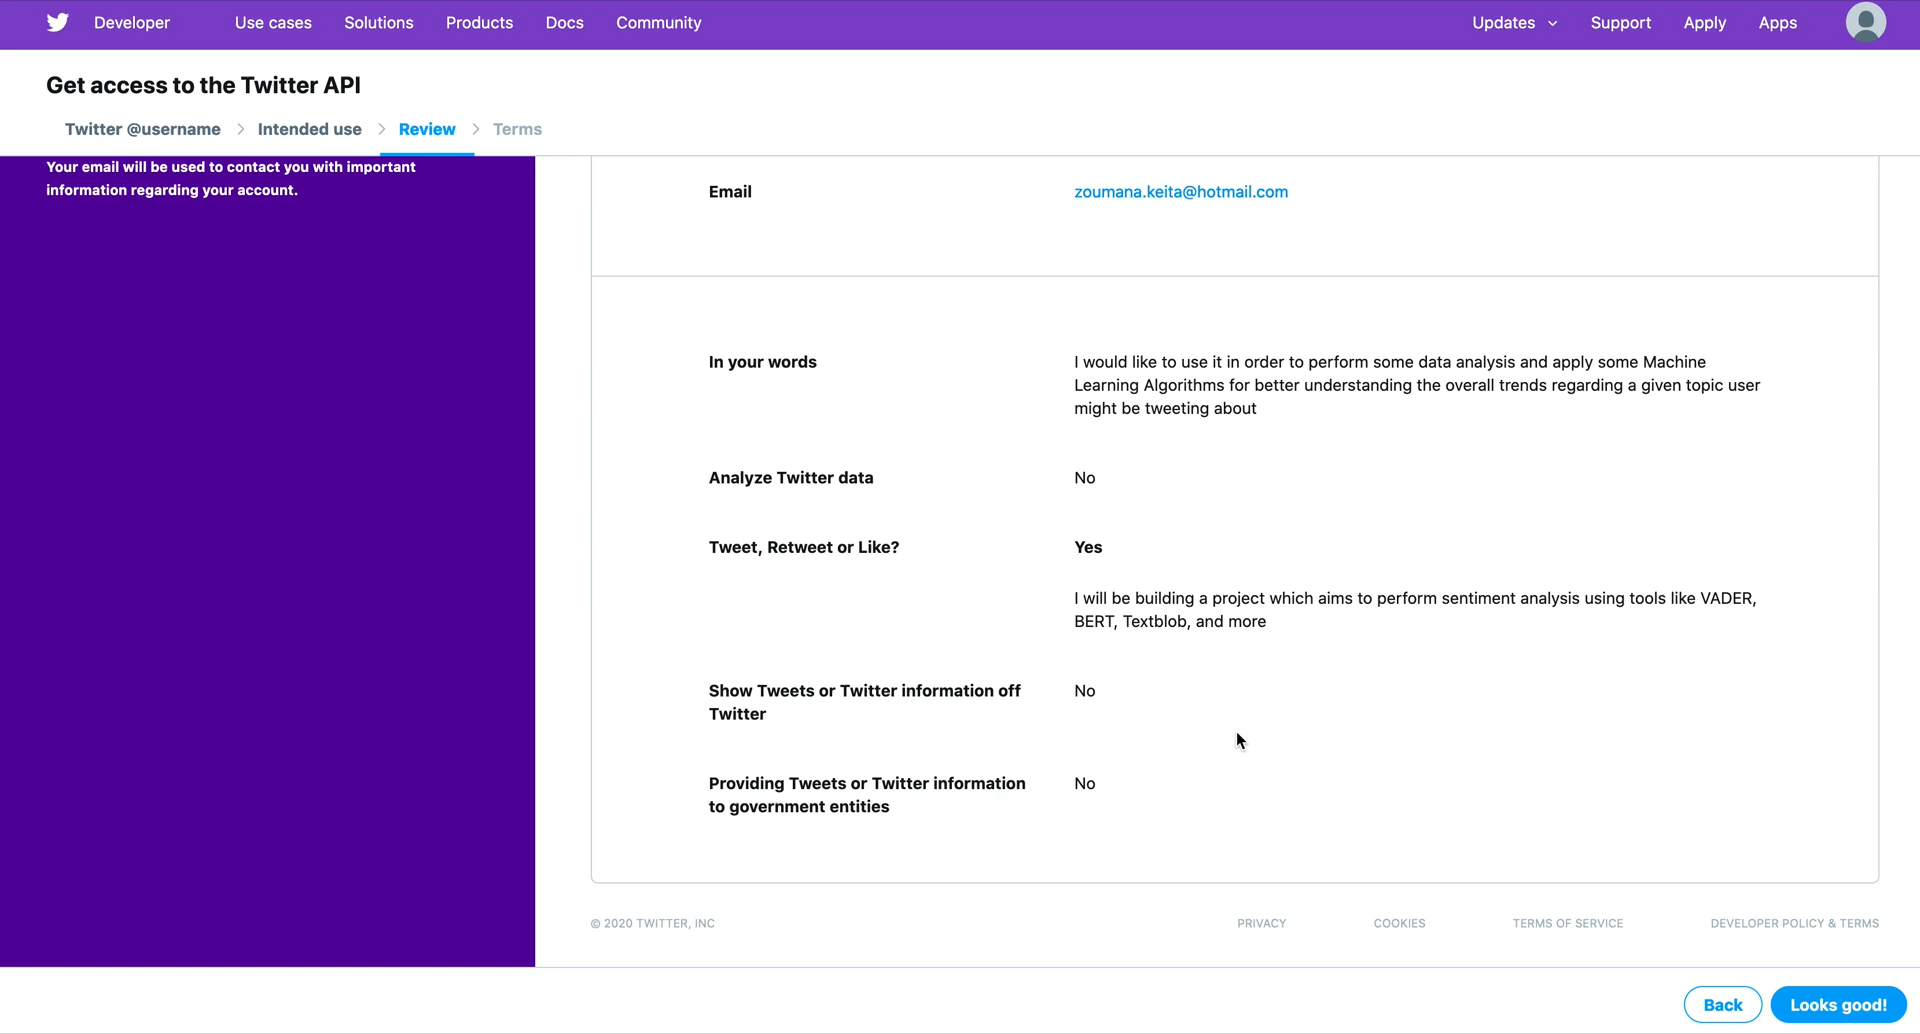 Developer Use cases Solutions Products Docs Community Updates Support Apply Apps
Get access to the Twitter API
Twitter @username Intended use Review Terms
Your email will be used to contact you with important
information regarding your account.
Email zoumana.keita@hotmail.com
In your words I would like to use it in order to perform some data analysis and apply some Machine
Learning Algorithms for better understanding the overall trends regarding a given topic user
might be tweeting about
Analyze Twitter data No
Tweet, Retweet or Like? Yes
I will be building a project which aims to perform sentiment analysis using tools like VADER,
BERT, Textblob, and more
Show Tweets or Twitter information off No
Twitter
Providing Tweets or Twitter information No
to government entities
© 2020 TWITTER, INC PRIVACY COOKIES TERMS OF SERVICE DEVELOPER POLICY & TERMS
Back Looks good!